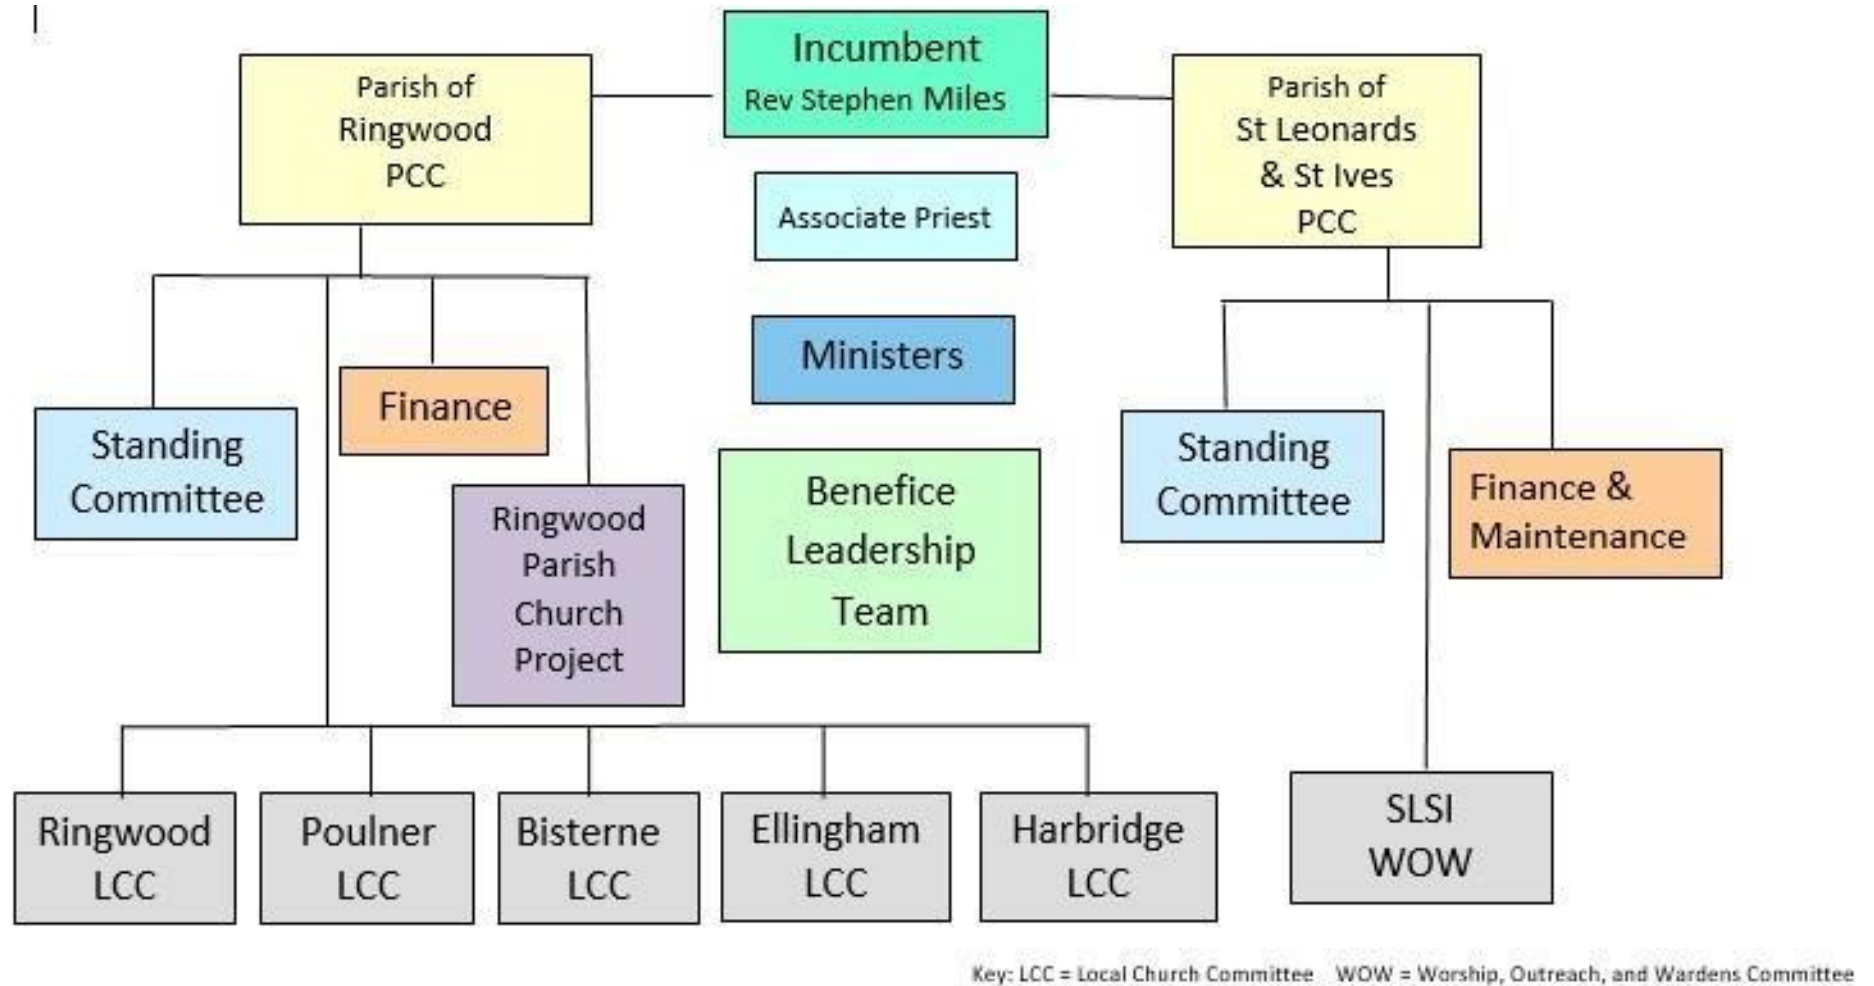 Incumbent
Rev Stephen Miles
Parish of
Ringwood
PCC
Parish of
St Leonards
& St Ives
PCC
Associate Priest
Ministers
Finance
Standing
Committee
Ringwood
Parish
Church
Project
Benefice
Leadership
Team
Standing
Committee
Finance &
Maintenance
Ringwood
LCC
Poulner
LCC
Bisterne
LCC
Ellingham
LCC
Harbridge
LCC
SLSI
WOW
Key: LCC = Local Church Committee WOW = Worship, Outreach, and Wardens Committee